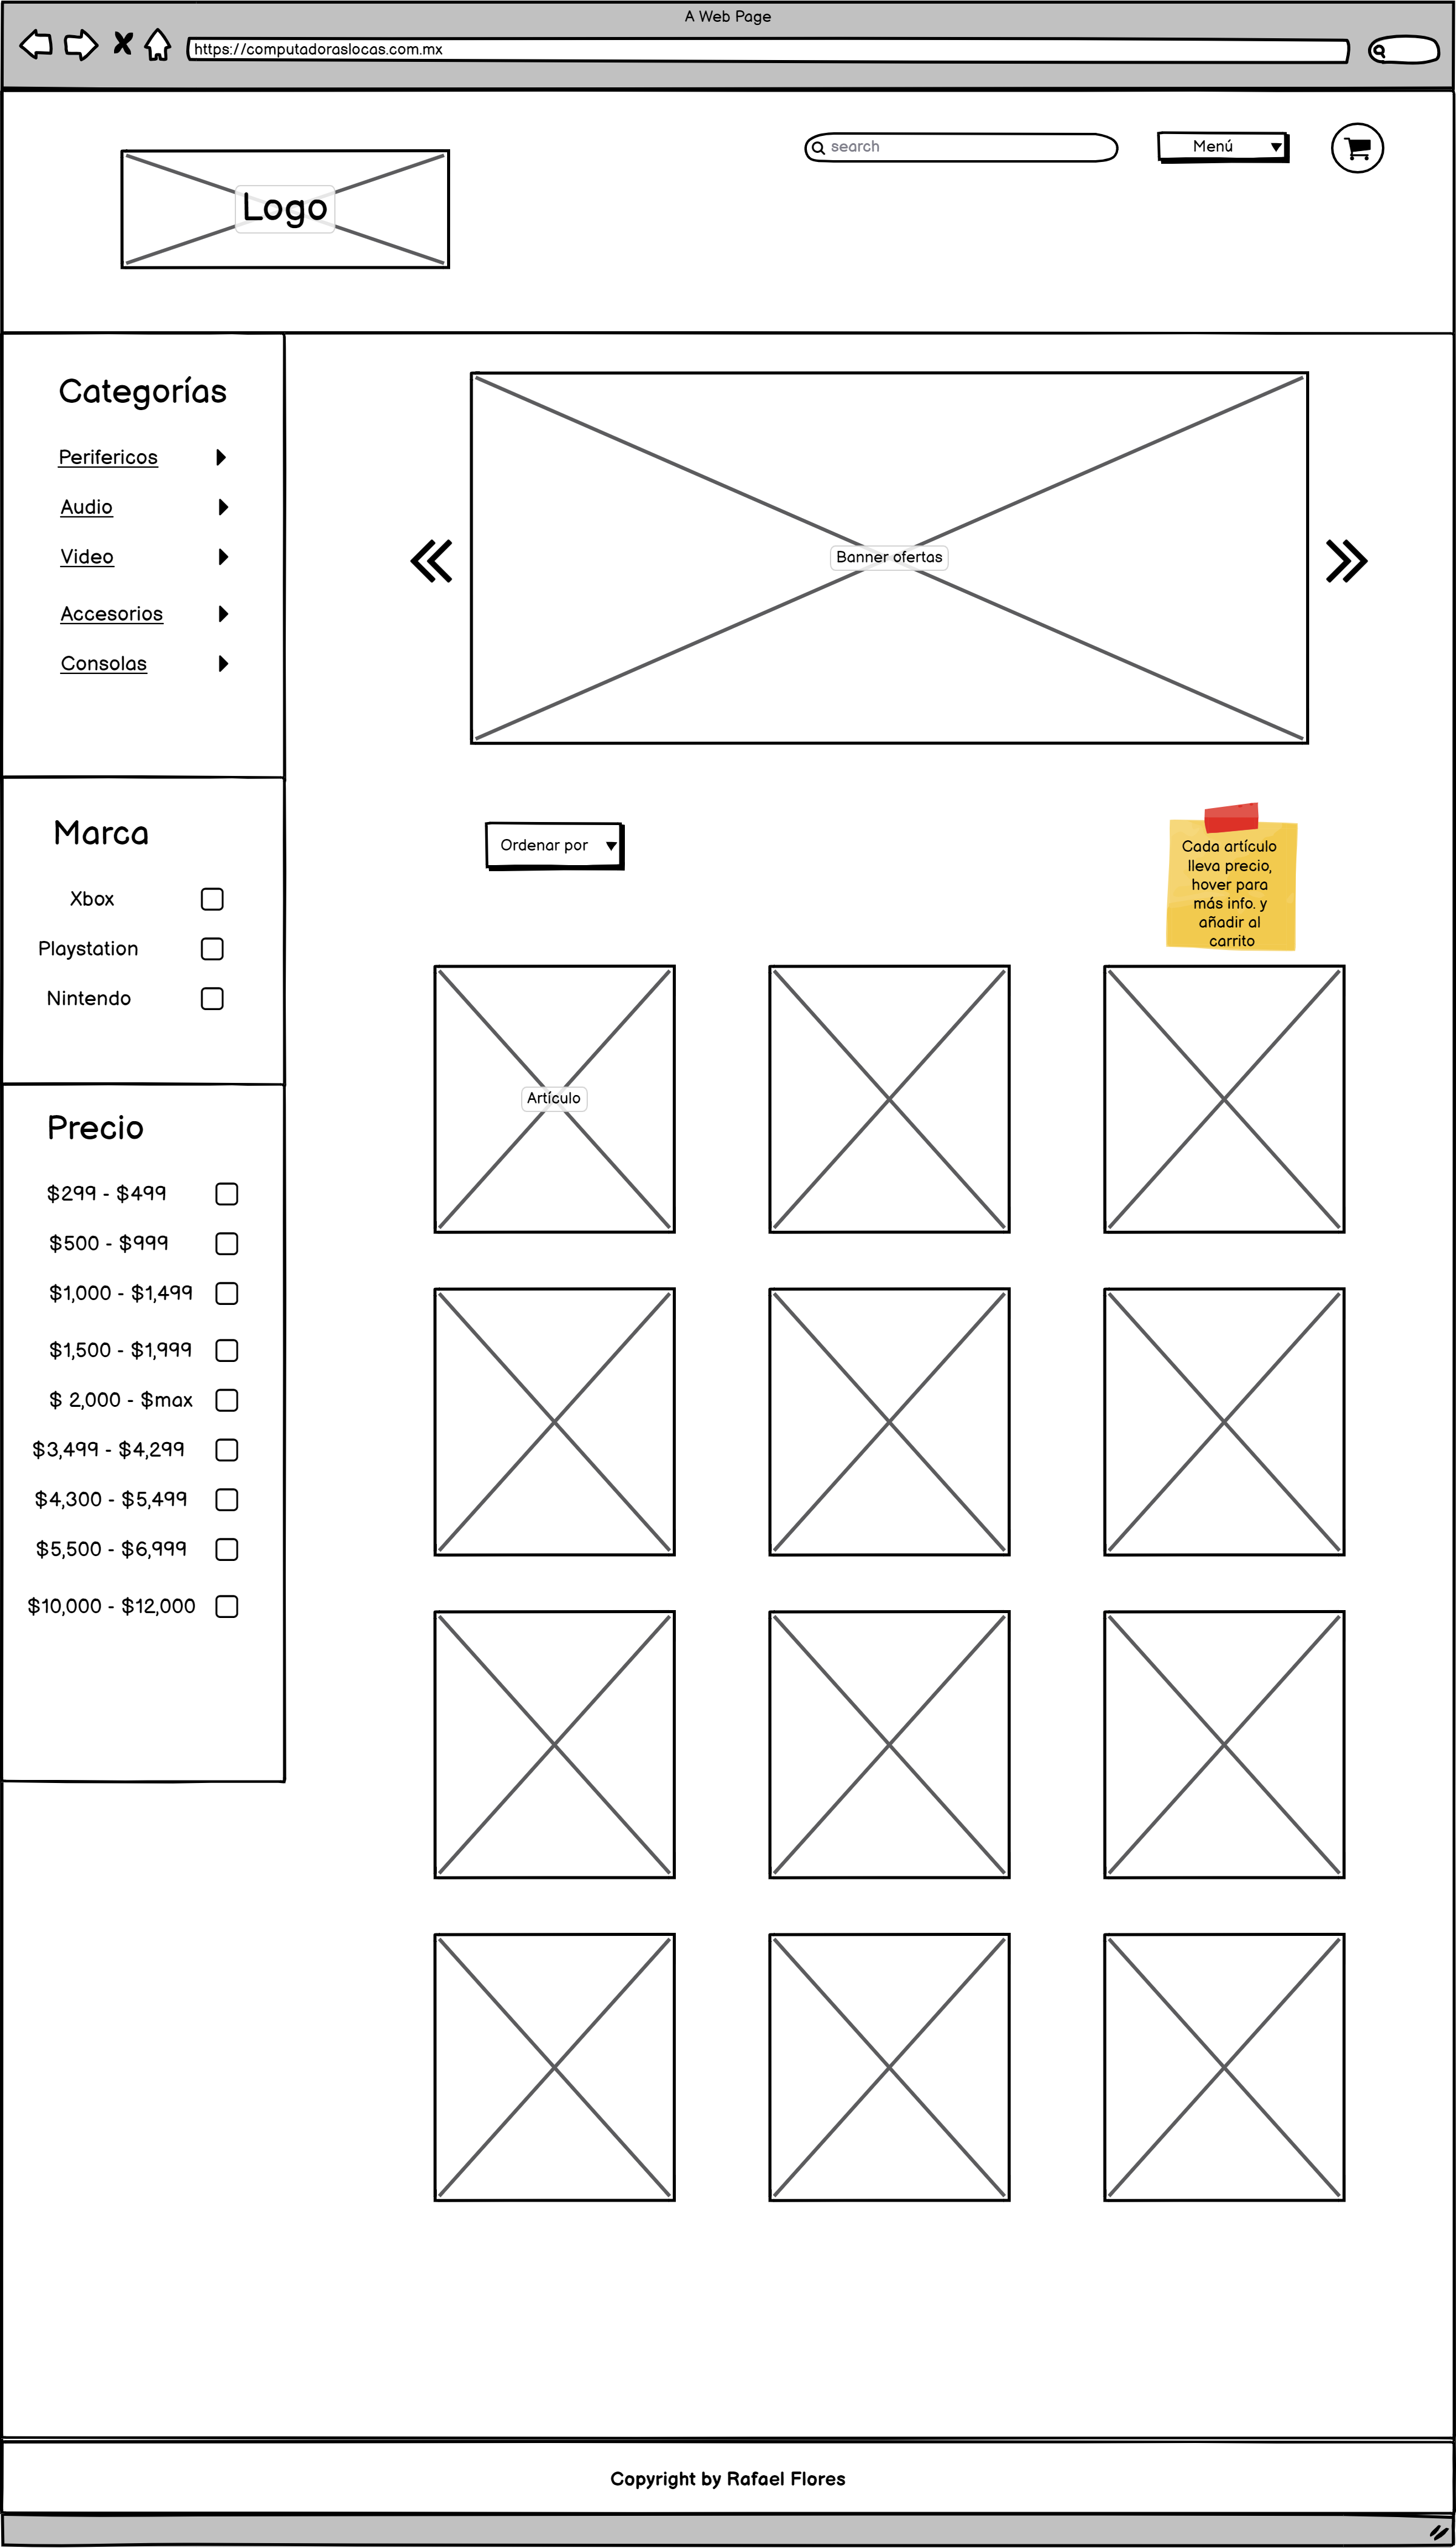 A Web Page
https://computadoraslocas.com.mx
search
Menú
Logo
Categorías
Perifericos
Audio
Video
Accesorios
Consolas
Banner ofertas
Marca
Xbox
Playstation
Nintendo
Ordenar por
Cada artículo
lleva precio,
hover para
más info. y
añadir al
carrito
Artículo
Precio
$299 - $499
$500 - $999
$1,000 - $1,499
$1,500 - $1,999
$ 2,000 - $max
$3,499 - $4,299
$4,300 - $5,499
$5,500 - $6,999
$10,000 - $12,000
Copyright by Rafael Flores